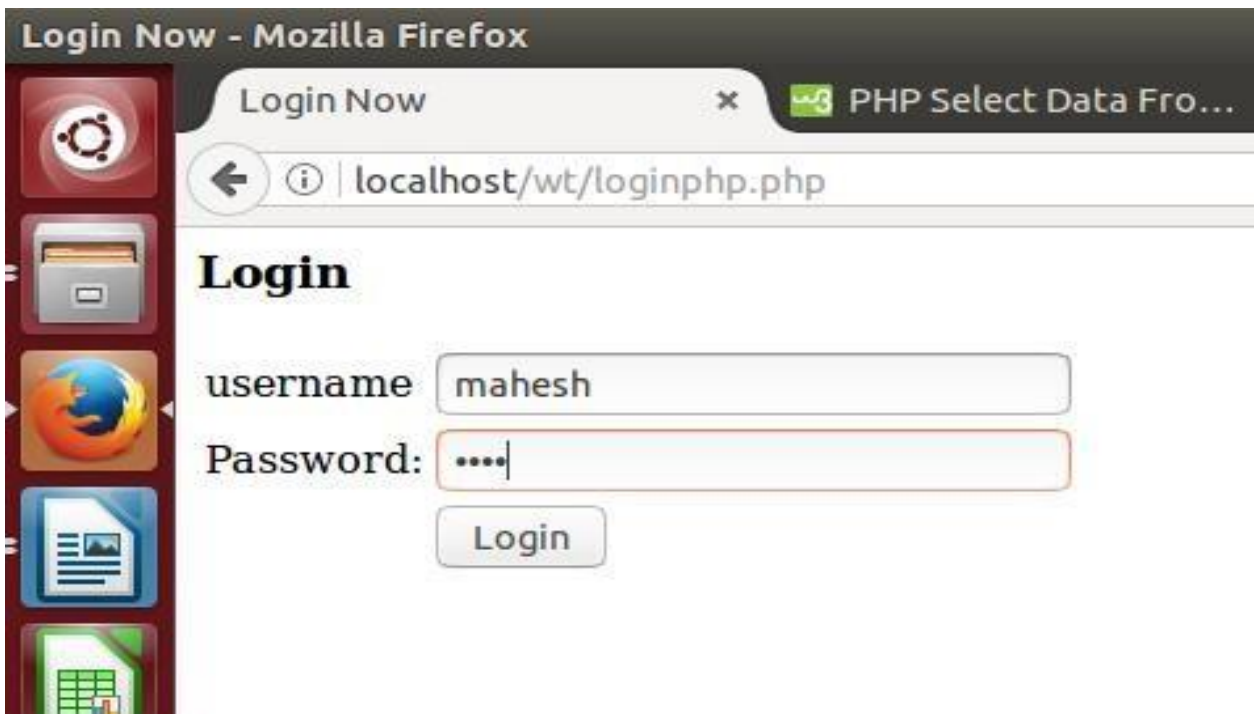 Login Now - Mozilla Firefox
Login Now × W3 PHP Select Data Fro...
localhost/wt/loginphp.php
Login
username mahesh
Password: ••••
Login